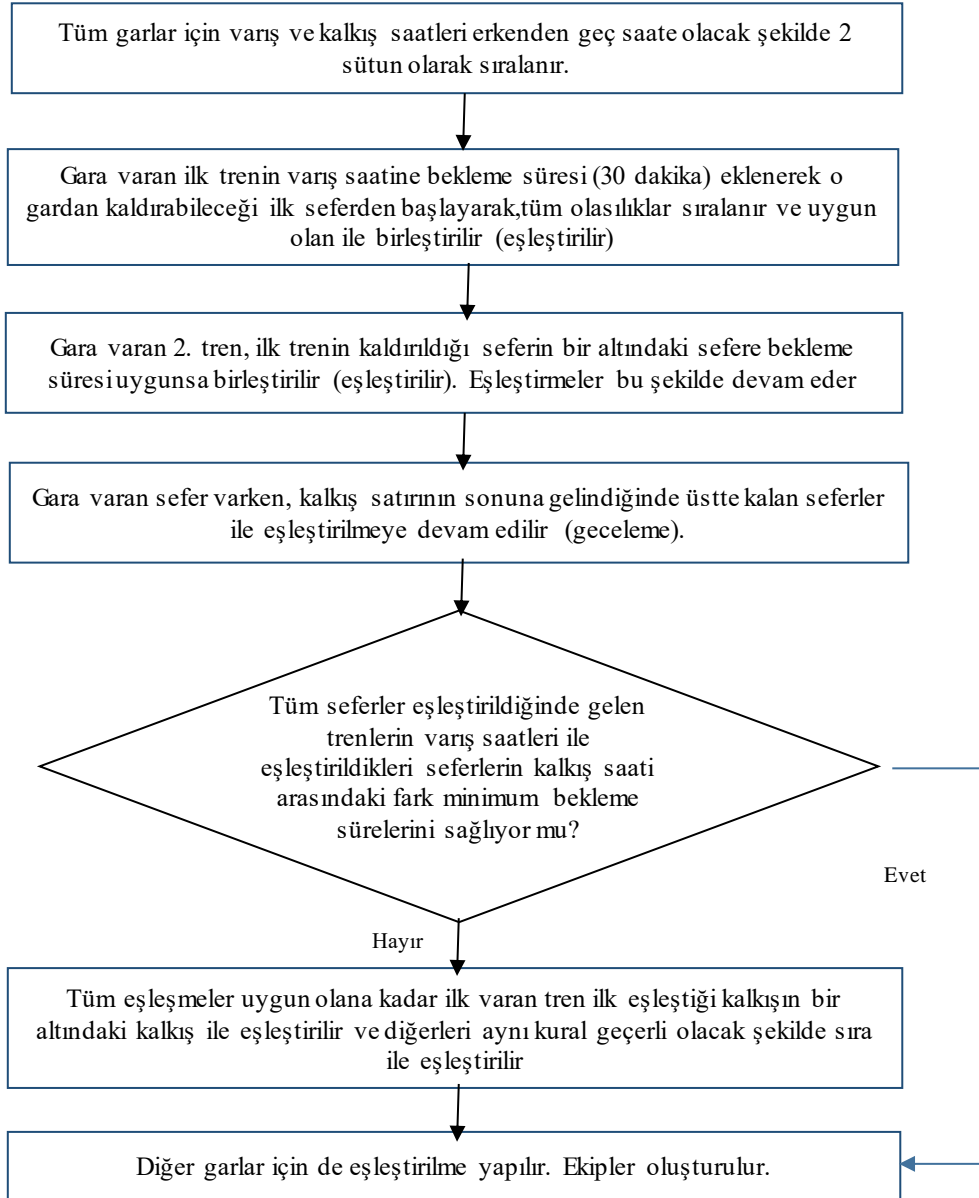 Tüm garlar için varış ve kalkış saatleri erkenden geç saate olacak şekilde 2
sütun olarak sıralanır.
Gara varan ilk trenin varış saatine bekleme süresi (30 dakika) eklenerek o
gardan kaldırabileceği ilk seferden başlayarak,tüm olasılıklar sıralanır ve uygun
olan ile birleştirilir (eşleştirilir)
Gara varan 2. tren, ilk trenin kaldırıldığı seferin bir altındaki sefere bekleme
süresi uygunsa birleştirilir (eşleştirilir). Eşleştirmeler bu şekilde devam eder
Gara varan sefer varken, kalkış satırının sonuna gelindiğinde üstte kalan seferler
ile eşleştirilmeye devam edilir (geceleme).
Tüm seferler eşleştirildiğinde gelen
trenlerin varış saatleri ile
eşleştirildikleri seferlerin kalkış saati
arasındaki fark minimum bekleme
sürelerini sağlıyor mu?
Evet
Hayır
Tüm eşleşmeler uygun olana kadar ilk varan tren ilk eşleştiği kalkışın bir
altındaki kalkış ile eşleştirilir ve diğerleri aynı kural geçerli olacak şekilde sıra
ile eşleştirilir
Diğer garlar için de eşleştirilme yapılır. Ekipler oluşturulur.